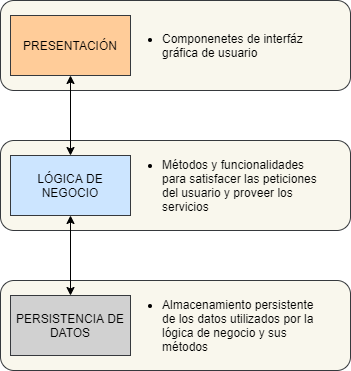 PRESENTACIÓN
• Componenetes de interfáz
gráfica de usuario
LÓGICA DE
NEGOCIO
• Métodos y funcionalidades
para satisfacer las peticiones
del usuario y proveer los
servicios
PERSISTENCIA DE
DATOS
• Almacenamiento persistente
de los datos utilizados por la
lógica de negocio y sus
métodos